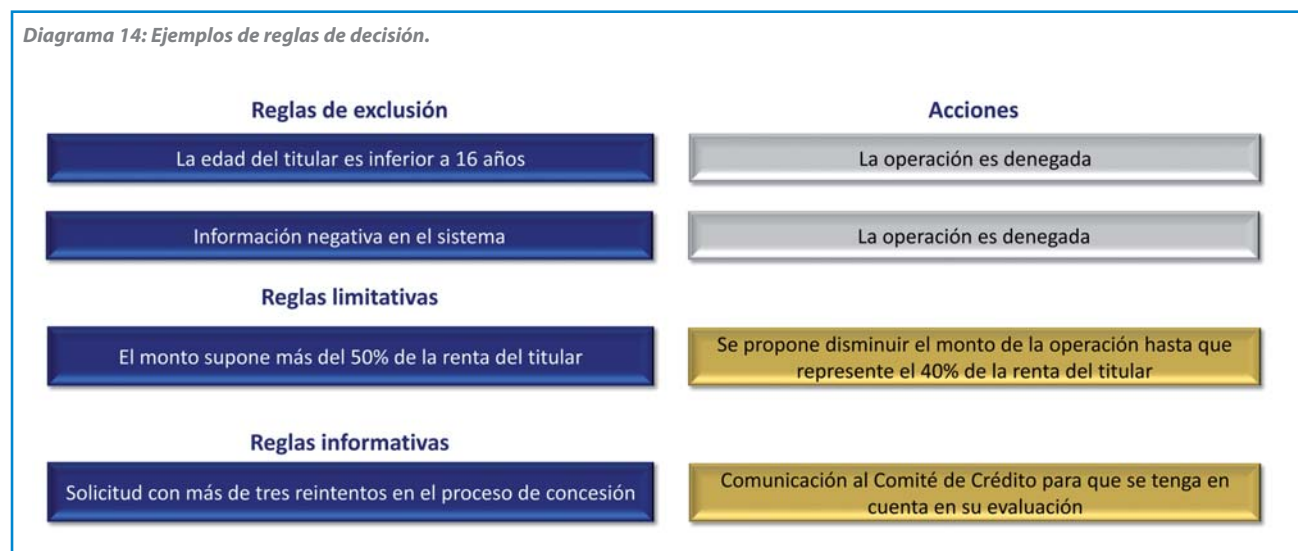 Diagrama 14: Ejemplos de reglas de decisión.
Reglas de exclusión
Acciones
La edad del titular es inferior a 16 años
La operación es denegada
Información negativa en el sistema
La operación es denegada
Reglas limitativas
El monto supone más del 50% de la renta del titular
Se propone disminuir el monto de la operación hasta que
represente el 40% de la renta del titular
Reglas informativas
Solicitud con más de tres reintentos en el proceso de concesión
Comunicación al Comité de Crédito para que se tenga en
cuenta en su evaluación